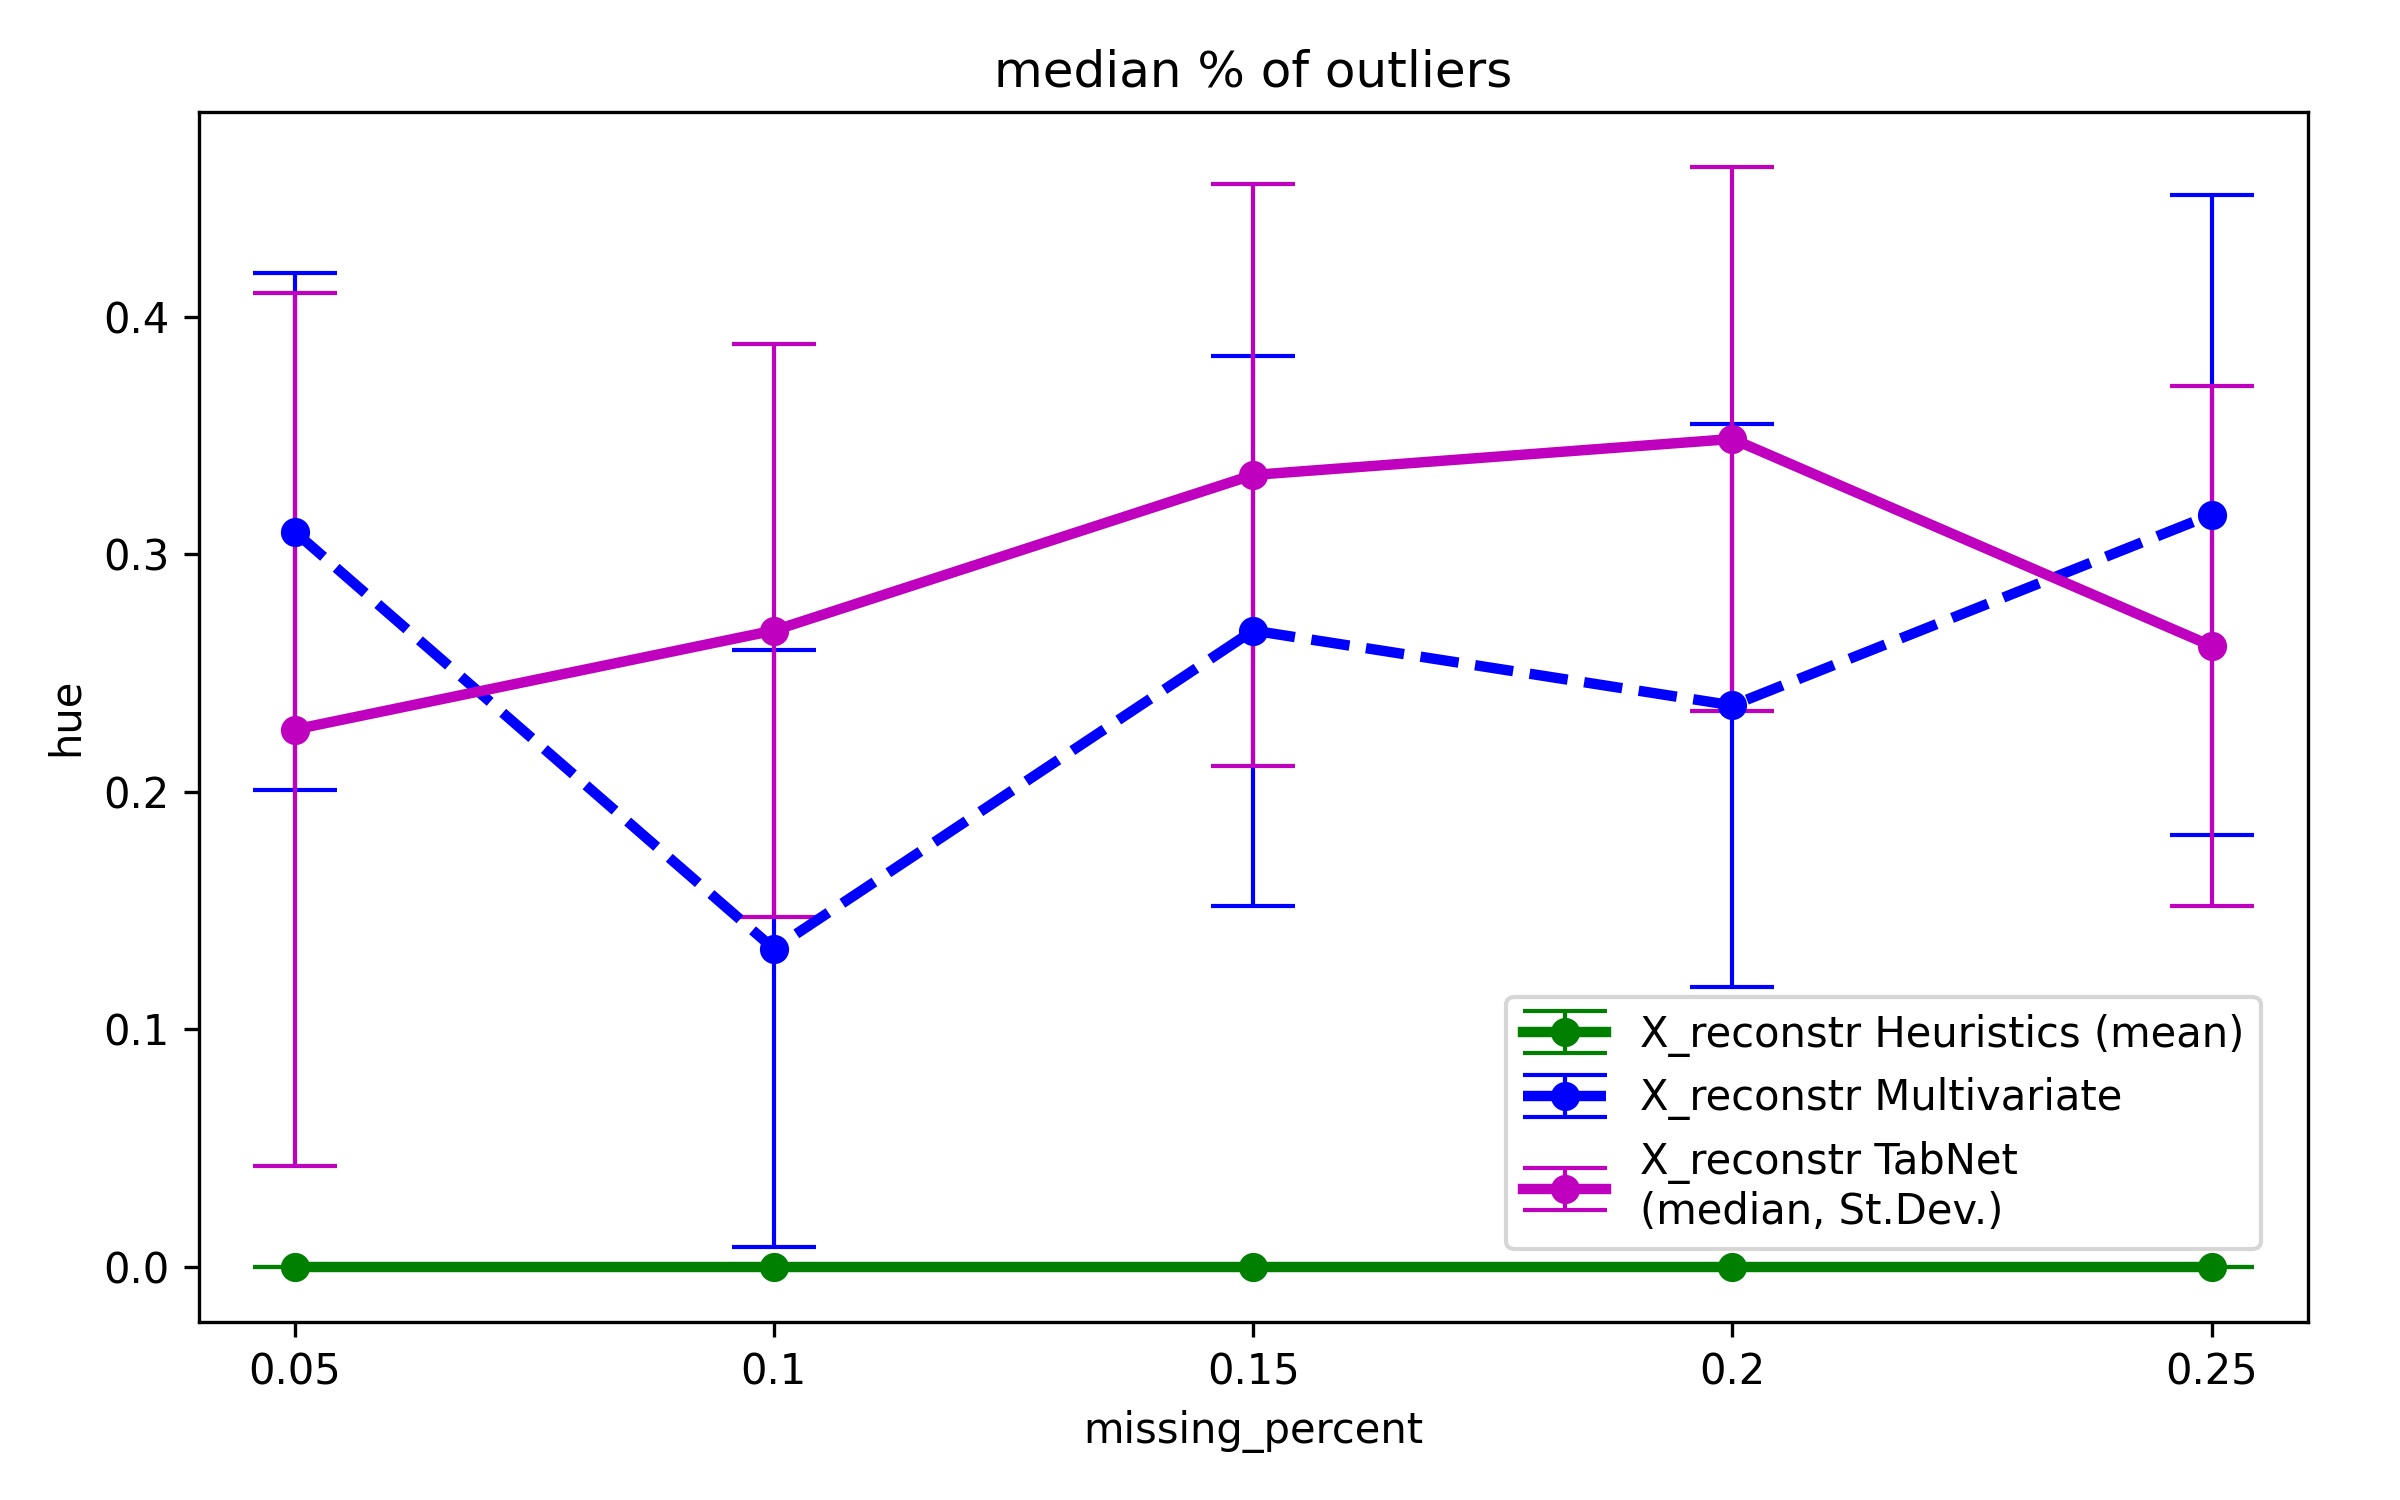 median % of outliers
hue
0.4
0.3
0.2
0.1
0.0
X_reconstr Heuristics (mean)
X_reconstr Multivariate
X_reconstr TabNet
(median, St.Dev.)
0.05
0.1
0.15
0.2
0.25
missing_percent